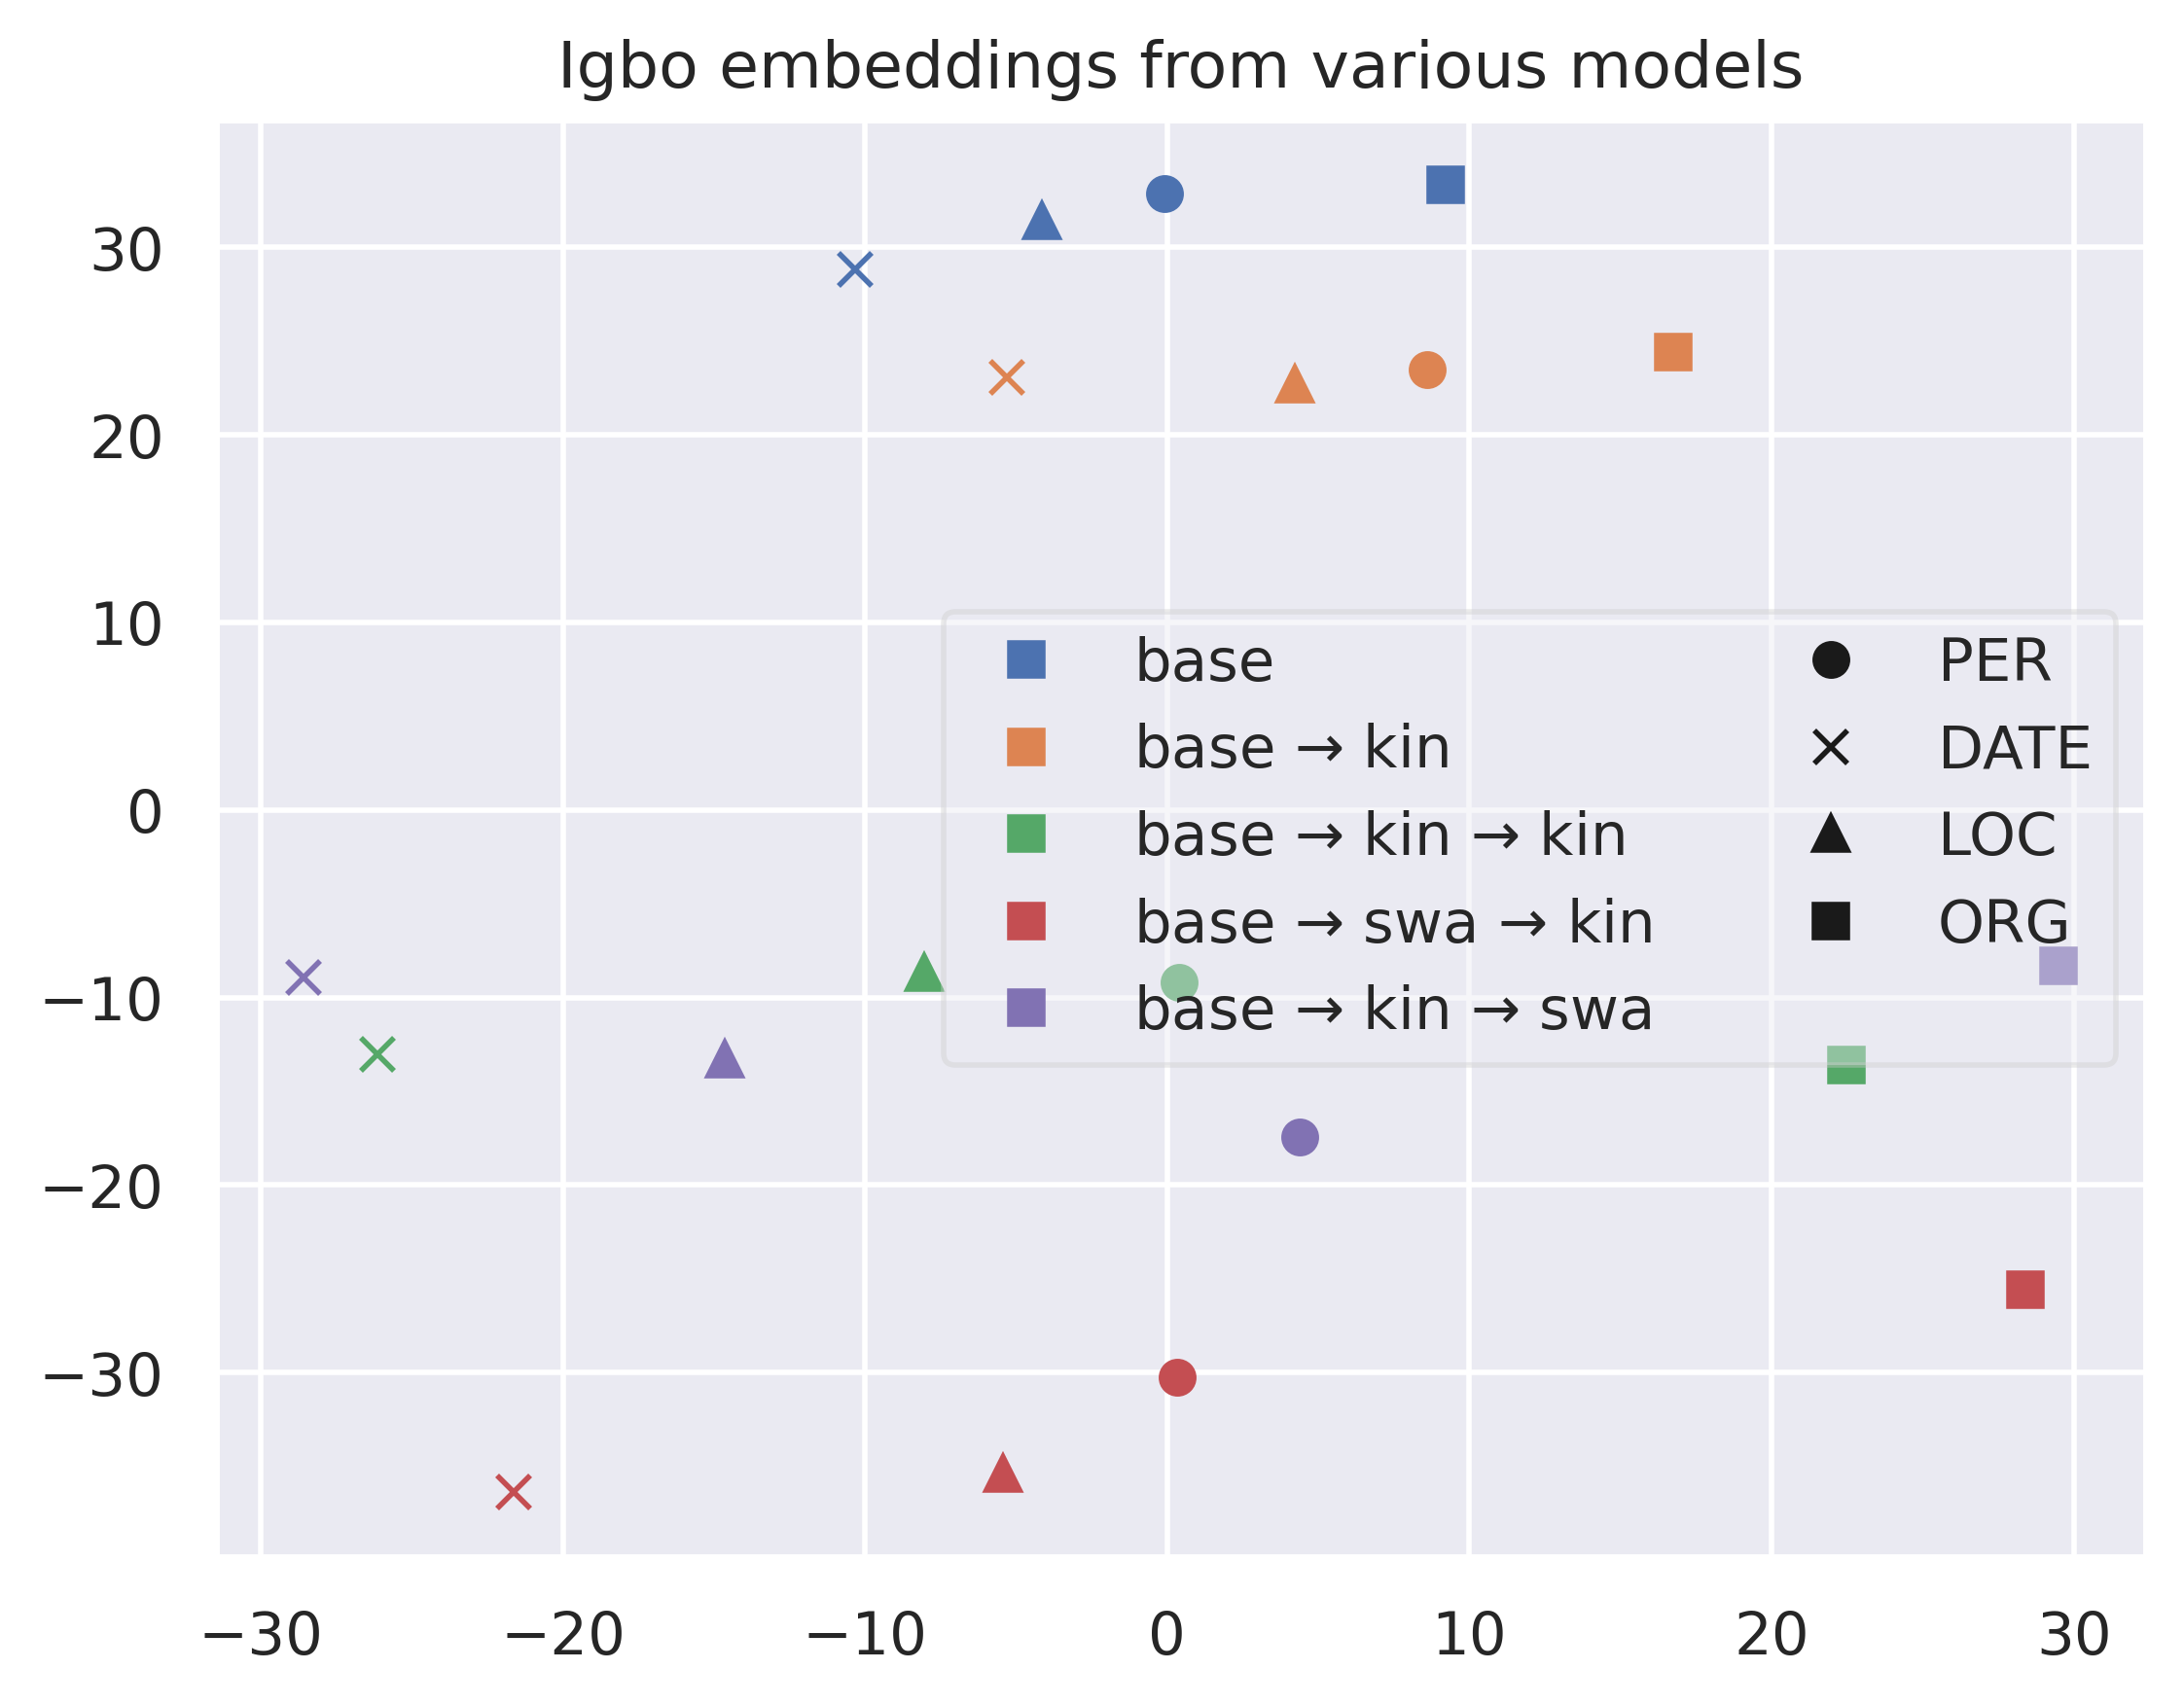 Igbo embeddings from various models
30
20
10
0
−10
−20
−30
base
base → kin
base → kin → kin
base → swa → kin
base → kin → swa
PER
DATE
LOC
ORG
−30 −20 −10 0 10 20 30